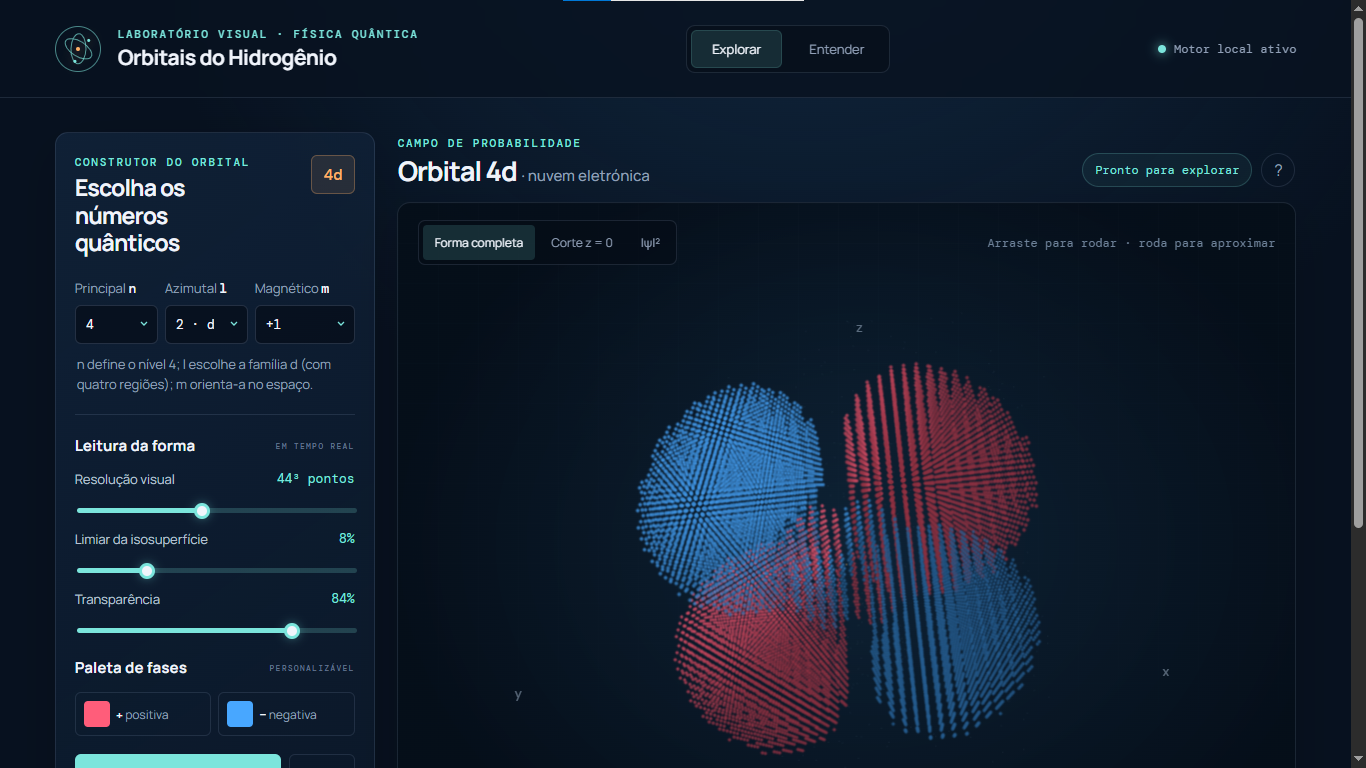 LABORATÓRIO VISUAL · FÍSICA QUÂNTICA
Orbitais do Hidrogênio
Explorar
Entender
Motor local ativo
CONSTRUTOR DO ORBITAL
4d
Escolha os
números
quânticos
Principal n
Azimutal l
Magnético m
4
2 · d
+1
n define o nível 4; l escolhe a família d (com
quatro regiões); m orienta-a no espaço.
Leitura da forma
EM TEMPO REAL
Resolução visual
44³ pontos
Limiar da isosuperfície
8%
Transparência
84%
Paleta de fases
PERSONALIZÁVEL
+ positiva
− negativa
CAMPO DE PROBABILIDADE
Orbital 4d · nuvem eletrónica
Pronto para explorar
?
Forma completa
Corte z = 0
|ψ|²
Arraste para rodar · roda para aproximar
z
y
x